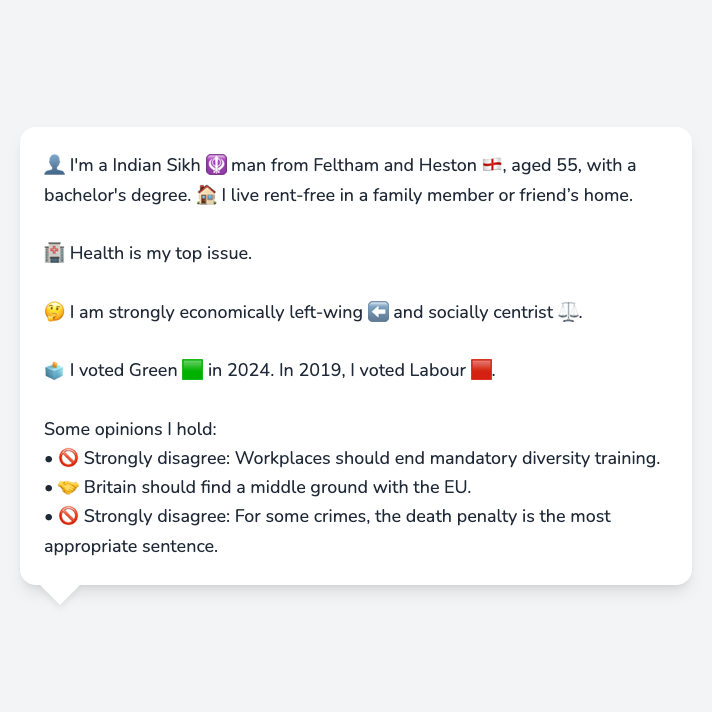 👤 I'm a Indian Sikh 🪯 man from Feltham and Heston 🏴󠁧󠁢󠁥󠁮󠁧󠁿, aged 55, with a
bachelor's degree. 🏠 I live rent-free in a family member or friend’s home.
🏥 Health is my top issue.
🤔 I am strongly economically left-wing ⬅️ and socially centrist ⚖️.
🗳️ I voted Green 🟩 in 2024. In 2019, I voted Labour 🟥.
Some opinions I hold:
• 🚫 Strongly disagree: Workplaces should end mandatory diversity training.
• 🤝 Britain should find a middle ground with the EU.
• 🚫 Strongly disagree: For some crimes, the death penalty is the most
appropriate sentence.